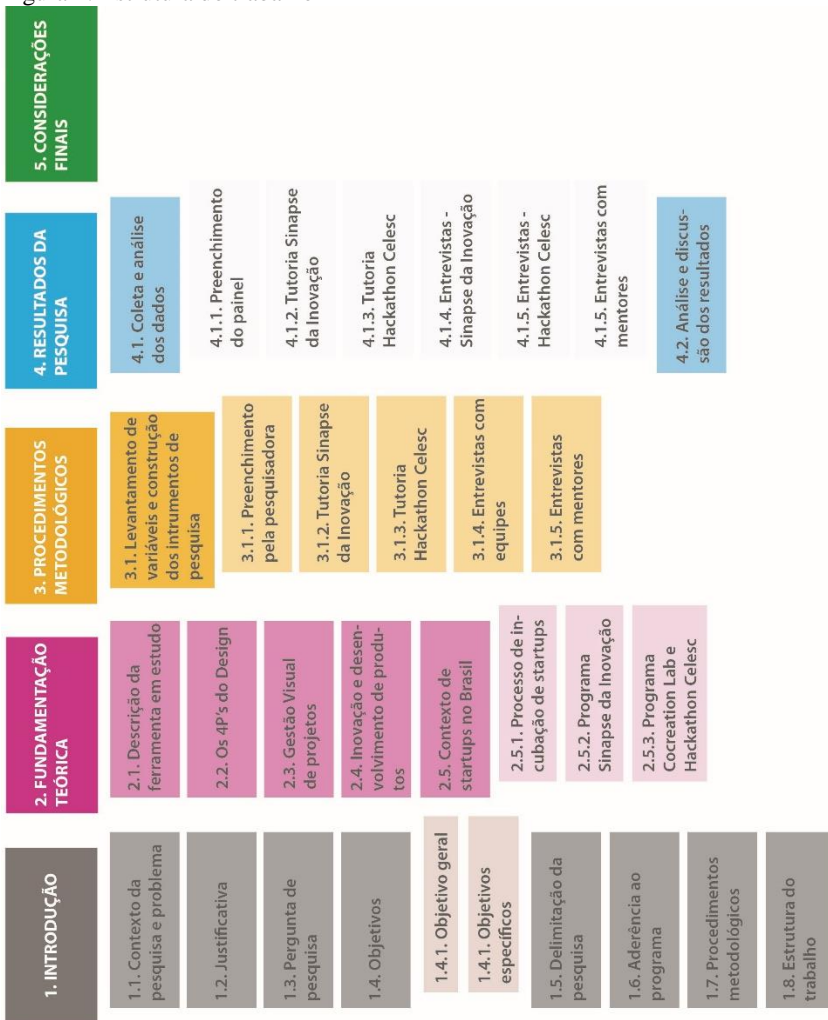 1. INTRODUÇÃO
1.1. Contexto da
pesquisa e problema
1.2. Justificativa
1.3. Pergunta de
pesquisa
1.4. Objetivos
1.4.1. Objetivo geral
1.4.1. Objetivos
específicos
1.5. Delimitação da
pesquisa
1.6. Aderência ao
programa
1.7. Procedimentos
metodológicos
1.8. Estrutura do
trabalho
2. FUNDAMENTAÇÃO
TEÓRICA
2.1. Descrição da
ferramenta em estudo
2.2. Os 4P's do Design
2.3. Gestão Visual
de projetos
2.4. Inovação e desen-
volvimento de produ-
tos
2.5. Contexto de
startups no Brasil
2.5.1. Processo de in-
cubação de startups
2.5.2. Programa
Sinapse da Inovação
2.5.3. Programa
Cocreation Lab e
Hackathon Celesc
3. PROCEDIMENTOS
METODOLÓGICOS
3.1. Levantamento de
variáveis e construção
dos intrumentos de
pesquisa
3.1.1. Preenchimento
pela pesquisadora
3.1.2. Tutoria Sinapse
da Inovação
3.1.3. Tutoria
Hackathon Celesc
3.1.4. Entrevistas com
equipes
3.1.5. Entrevistas
com mentores
4. RESULTADOS DA
PESQUISA
4.1. Coleta e análise
dos dados
4.1.1. Preenchimento
do painel
4.1.2. Tutoria Sinapse
da Inovação
4.1.3. Tutoria
Hackathon Celesc
4.1.4. Entrevistas -
Sinapse da Inovação
4.1.5. Entrevistas -
Hackathon Celesc
4.1.5. Entrevistas com
mentores
4.2. Análise e discus-
são dos resultados
5. CONSIDERAÇÕES
FINAIS